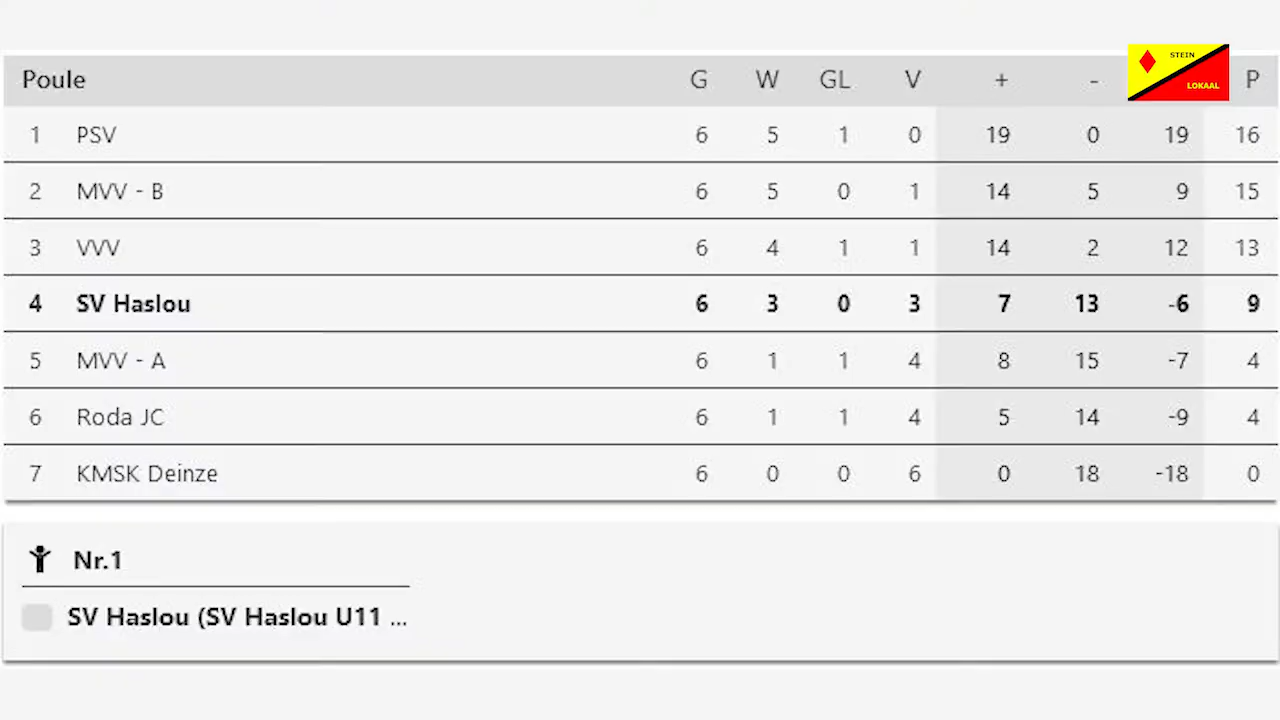 Poule G W GL V + - P
STEIN
LOKAAL
1 PSV 6 5 1 0 19 0 19 16
2 MVV - B 6 5 0 1 14 5 9 15
3 VVV 6 4 1 1 14 2 12 13
4 SV Haslou 6 3 0 3 7 13 -6 9
5 MVV - A 6 1 1 4 8 15 -7 4
6 Roda JC 6 1 1 4 5 14 -9 4
7 KMSK Deinze 6 0 0 6 0 18 -18 0
Nr.1
SV Haslou (SV Haslou U11 ...